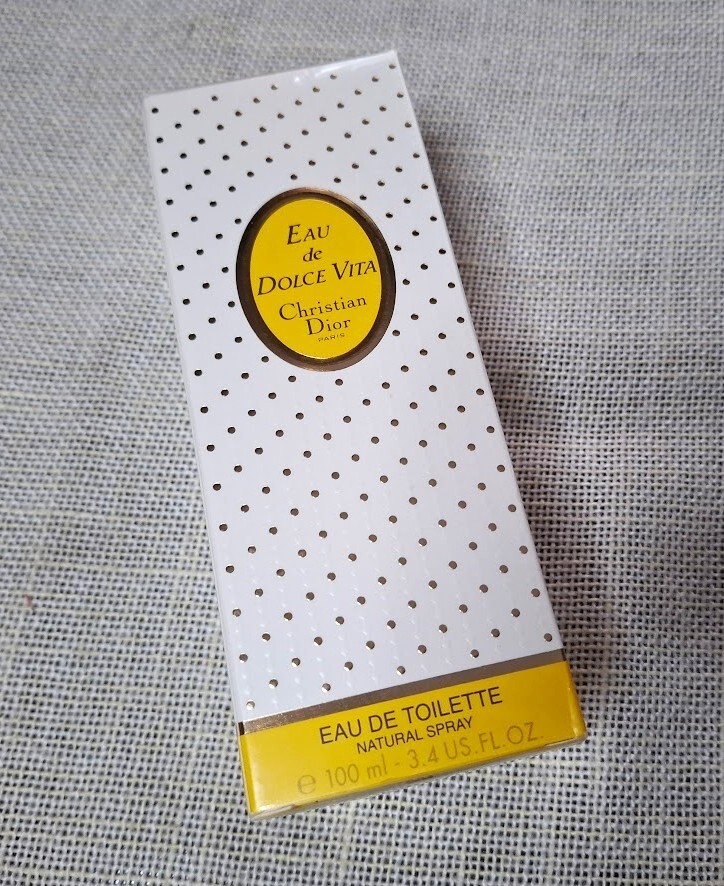 EAU
de
DOLCE VITA
Christian
Dior
PARIS
EAU DE TOILETTE
NATURAL SPRAY
℮ 100 ml - 3.4 US.FL.OZ.